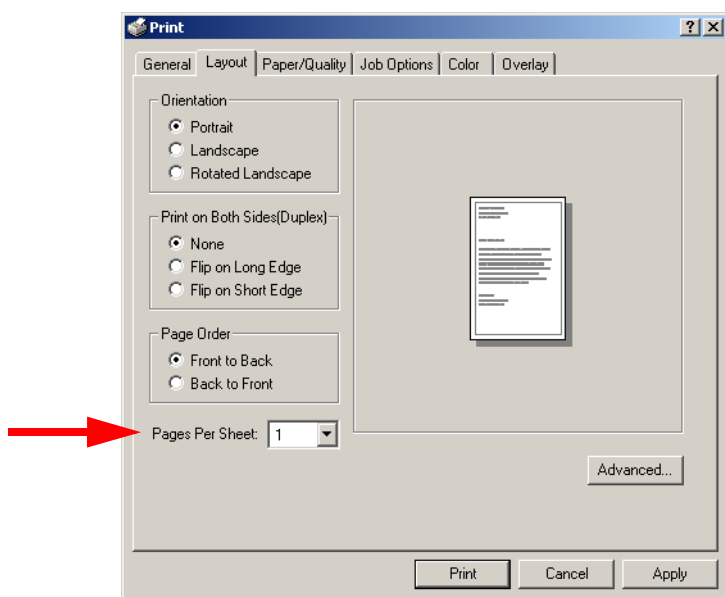 Print
General Layout Paper/Quality Job Options Color Overlay
Orientation
Portrait
Landscape
Rotated Landscape
Print on Both Sides(Duplex)
None
Flip on Long Edge
Flip on Short Edge
Page Order
Front to Back
Back to Front
Pages Per Sheet: 1
Advanced...
Print Cancel Apply